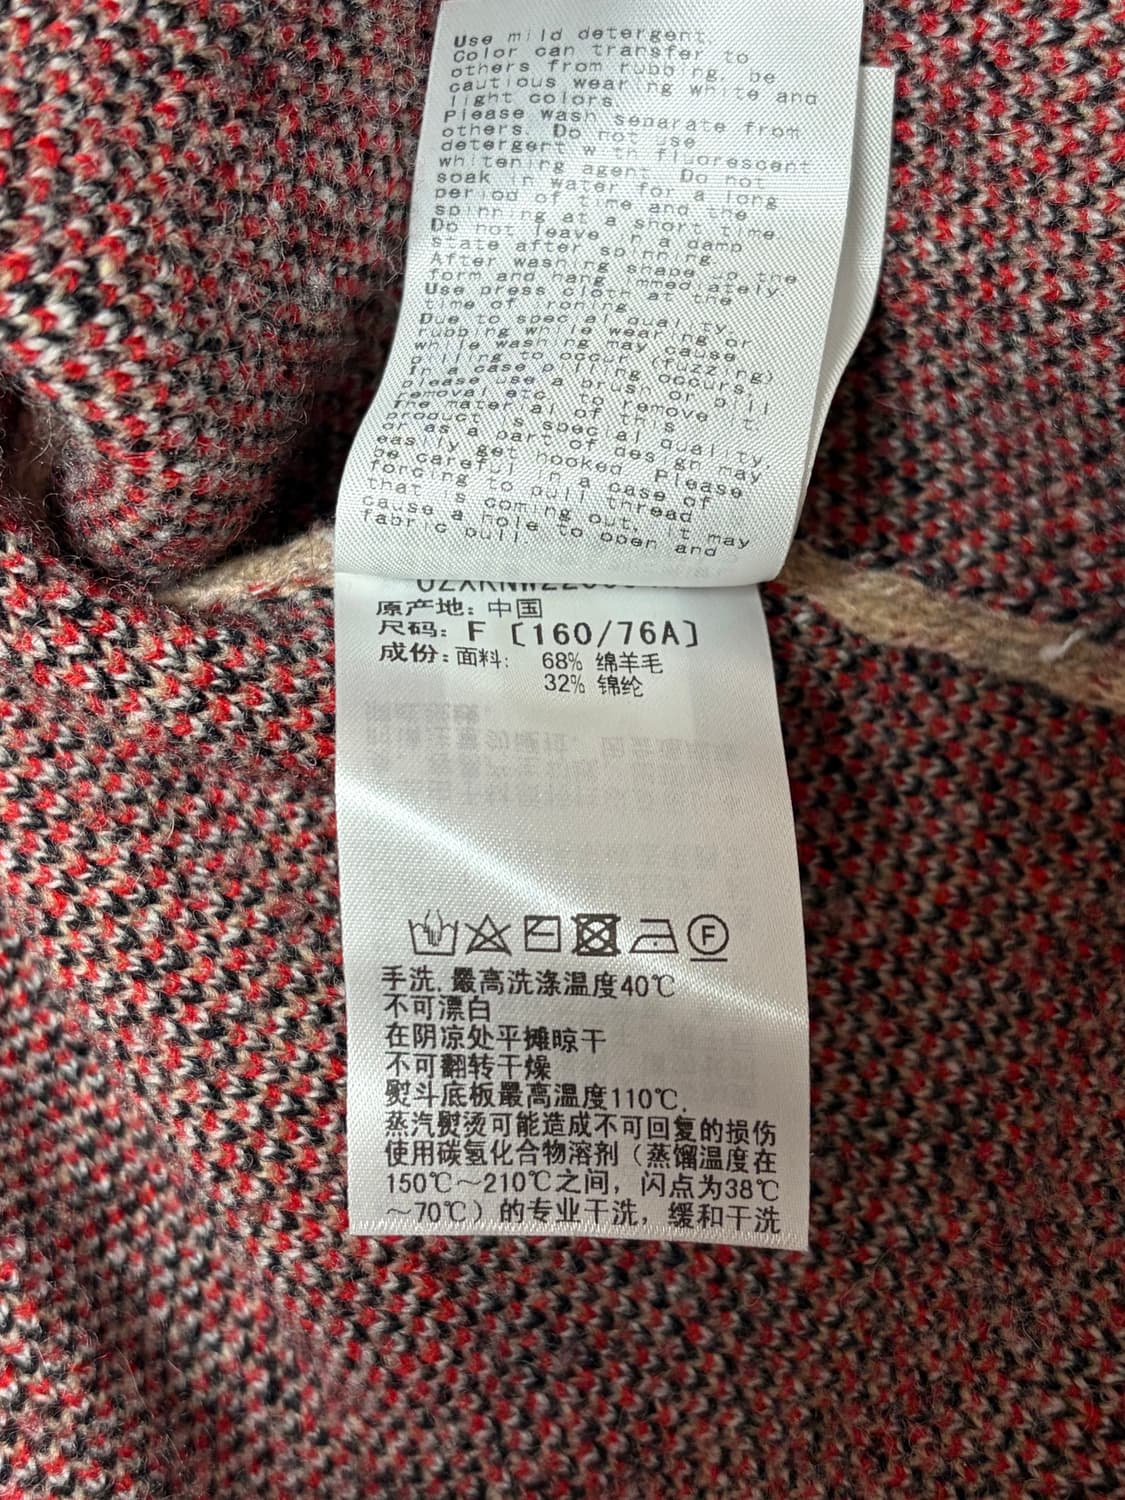 Use mild detergent.
Color can transfer to
others from rubbing, be
cautious wearing white and
light colors.
Please wash separate from
others. Do not use
detergent with fluorescent
whitening agent. Do not
soak in water for a long
period of time and the
spinning at a short time.
Do not leave in a damp
state after spinning.
After washing shape up the
form and hang immediately.
Use press cloth at the
time of ironing.
Due to special quality,
rubbing while wearing or
while washing may cause
pilling to occur (fuzzing)
In a case pilling occurs,
please use a brush or pill
removal etc. to remove it.
The material of this
product is special quality,
or as a part of design may
easily get hooked. Please
be careful in a case of
forcing to pull thread
that is coming out, it may
cause a hole to open and
fabric pull.
原产地：中国
尺码：F [160/76A]
成份：面料： 68% 绵羊毛
32% 锦纶
F
手洗，最高洗涤温度40℃
不可漂白
在阴凉处平摊晾干
不可翻转干燥
熨斗底板最高温度110℃，
蒸汽熨烫可能造成不可回复的损伤
使用碳氢化合物溶剂（蒸馏温度在
150℃～210℃之间，闪点为38℃
～70℃）的专业干洗，缓和干洗